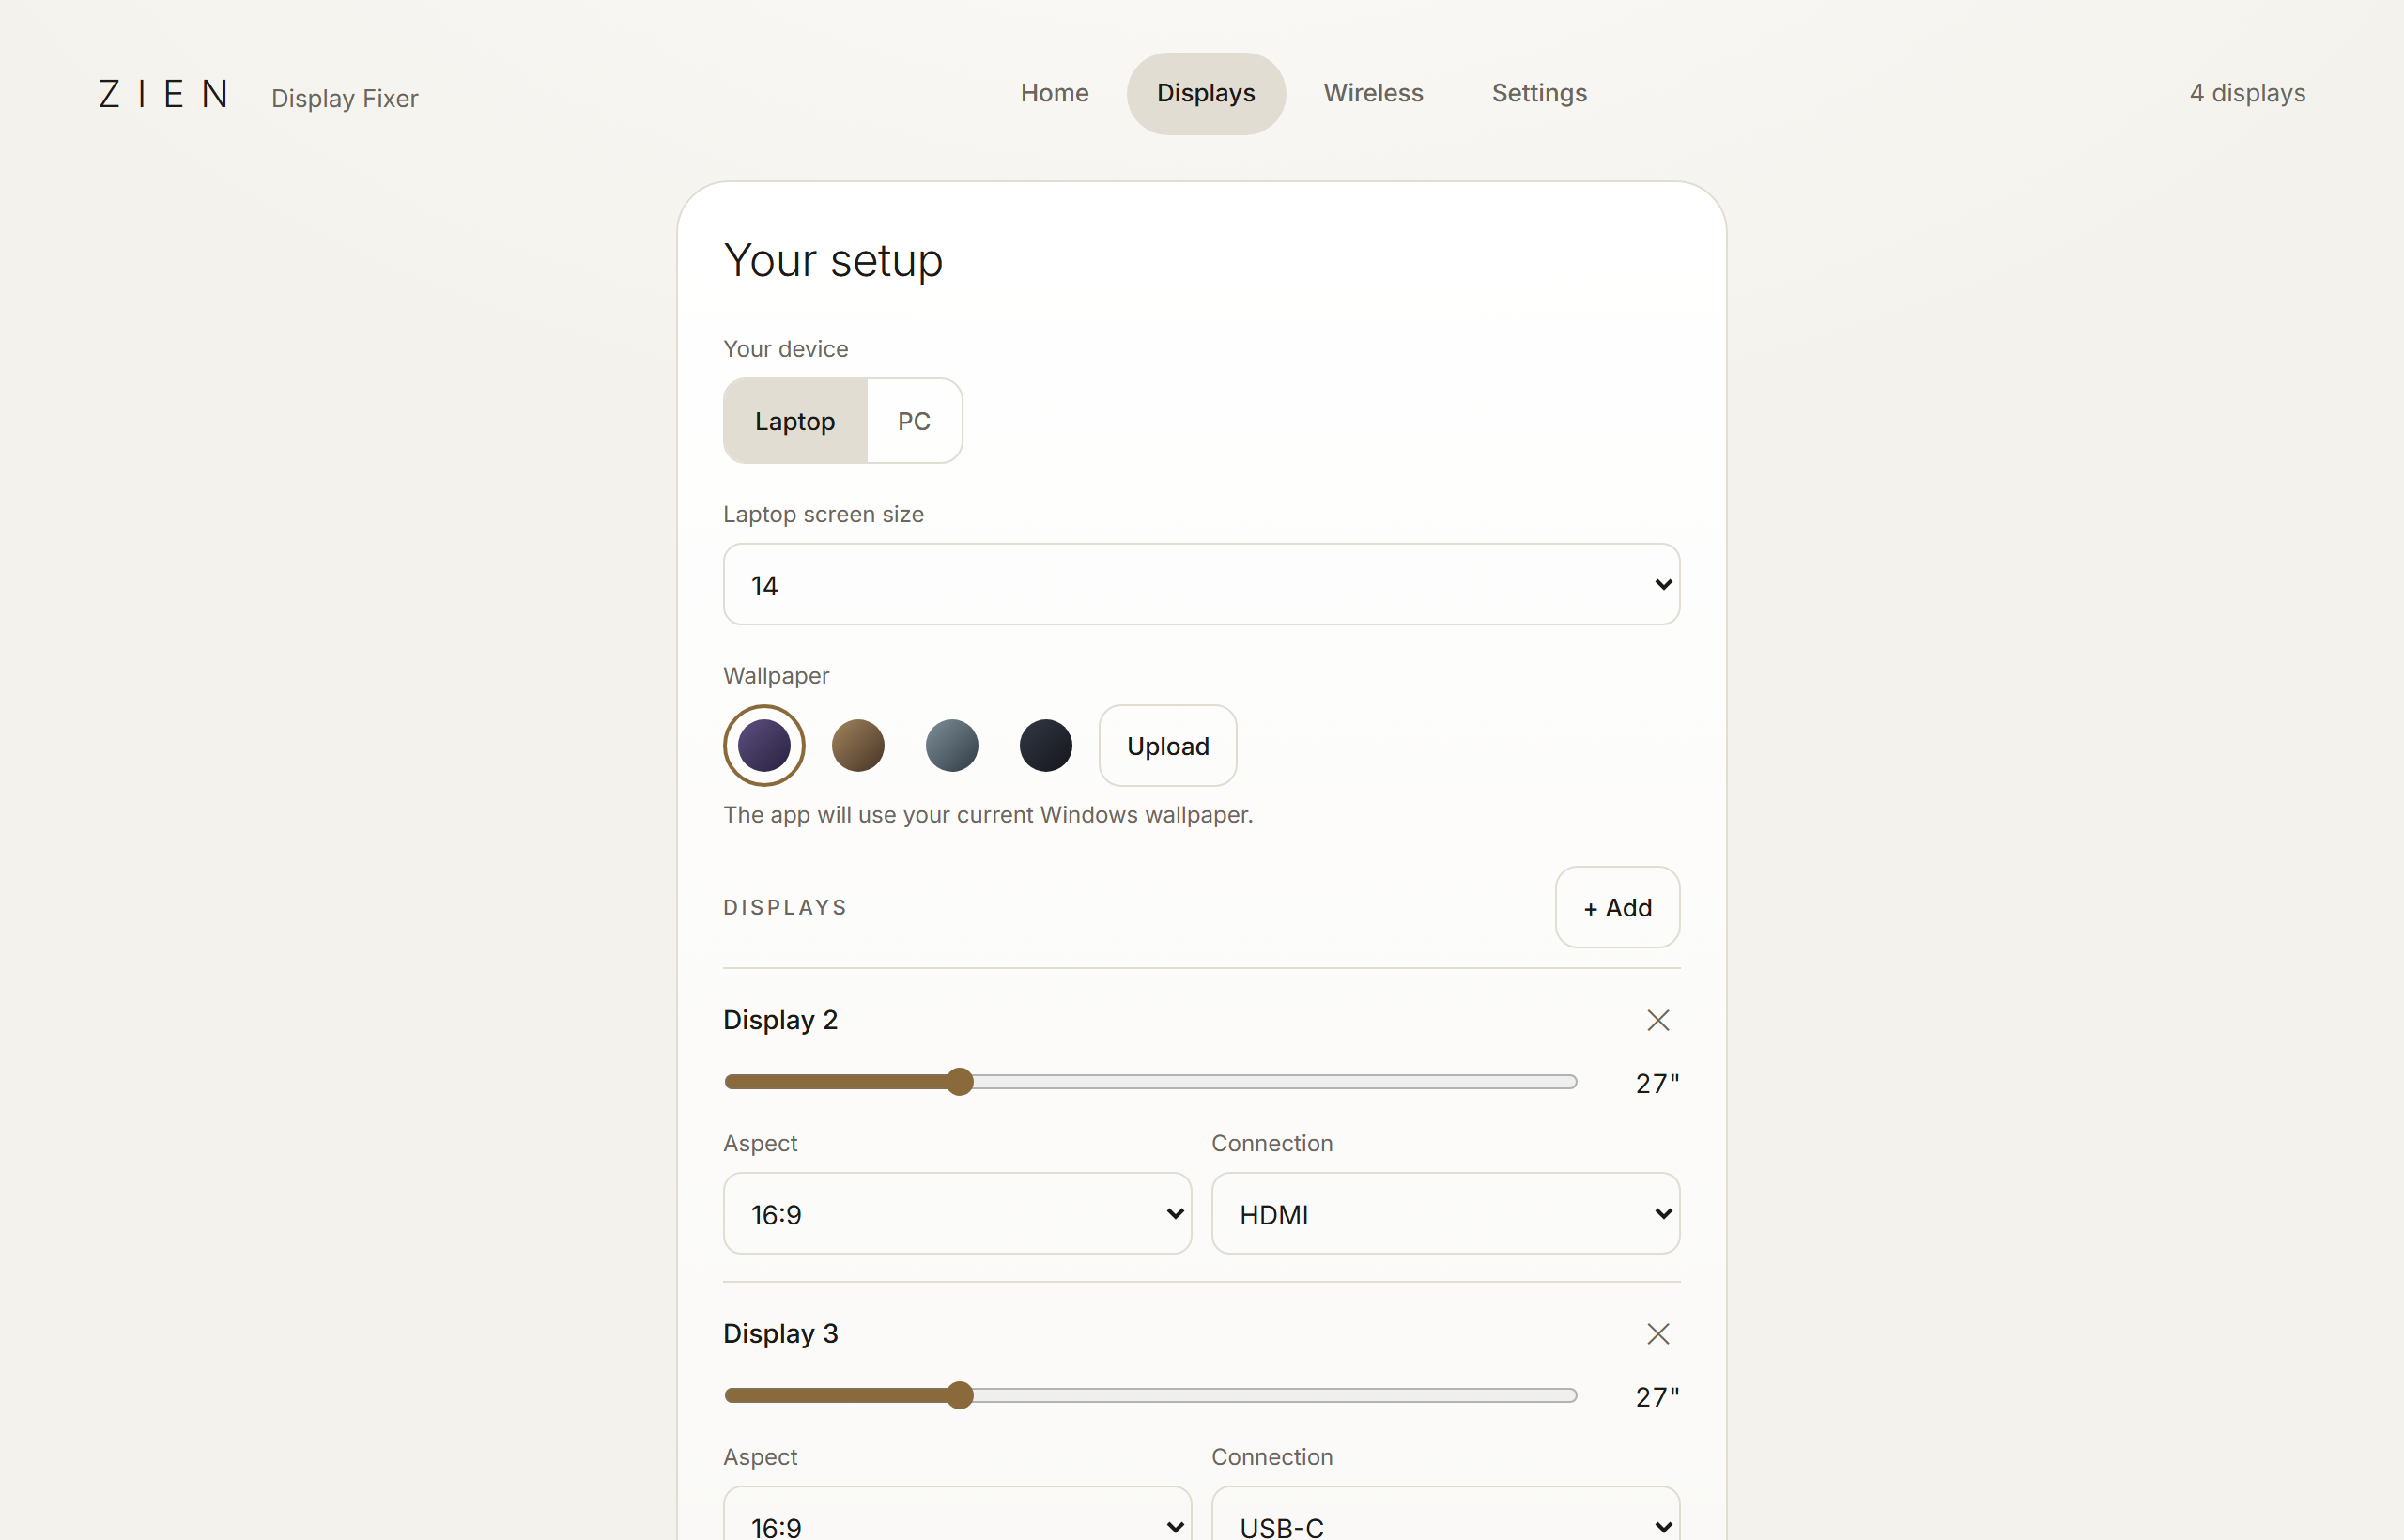 ZIEN Display Fixer
Home Displays Wireless Settings
4 displays
Your setup
Your device
Laptop PC
Laptop screen size
14
Wallpaper
Upload
The app will use your current Windows wallpaper.
DISPLAYS + Add
Display 2
27"
Aspect Connection
16:9 HDMI
Display 3
27"
Aspect Connection
16:9 USB-C